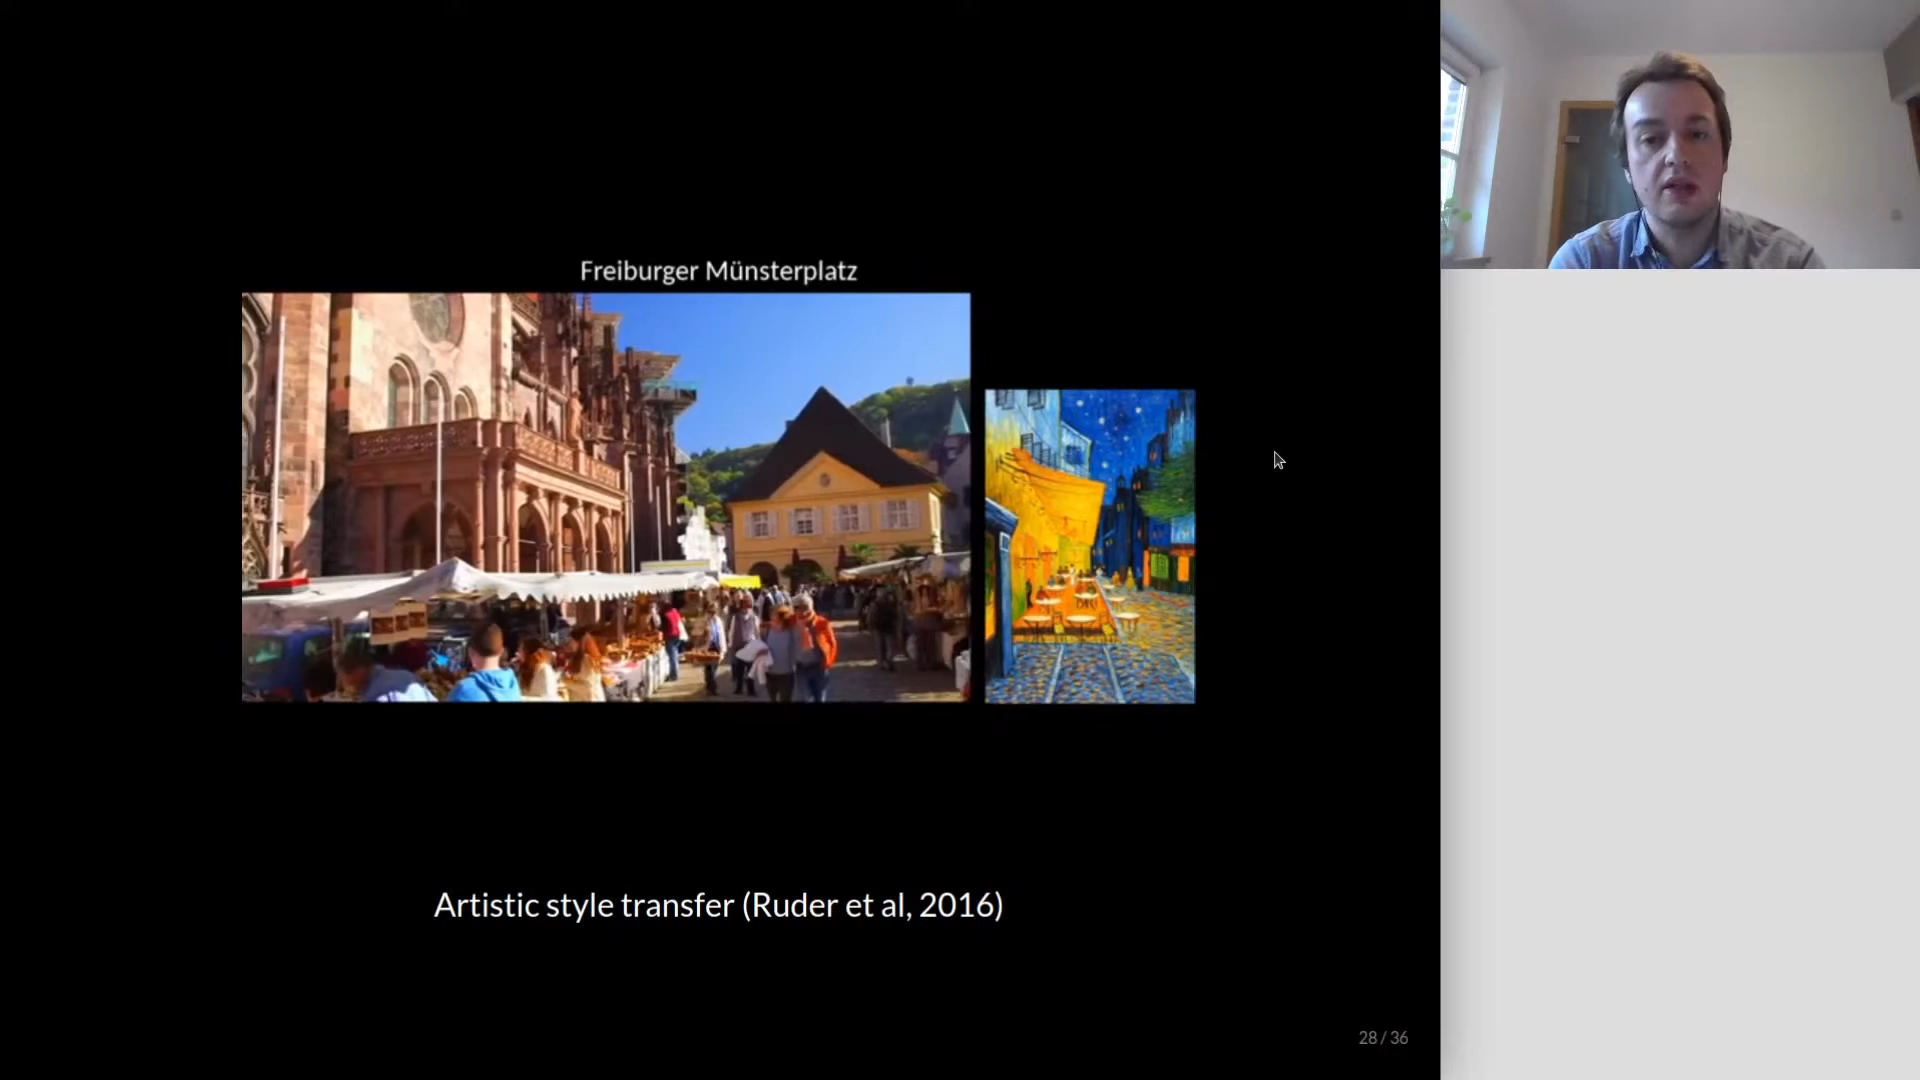 Freiburger Münsterplatz
Artistic style transfer (Ruder et al, 2016)
28 / 36